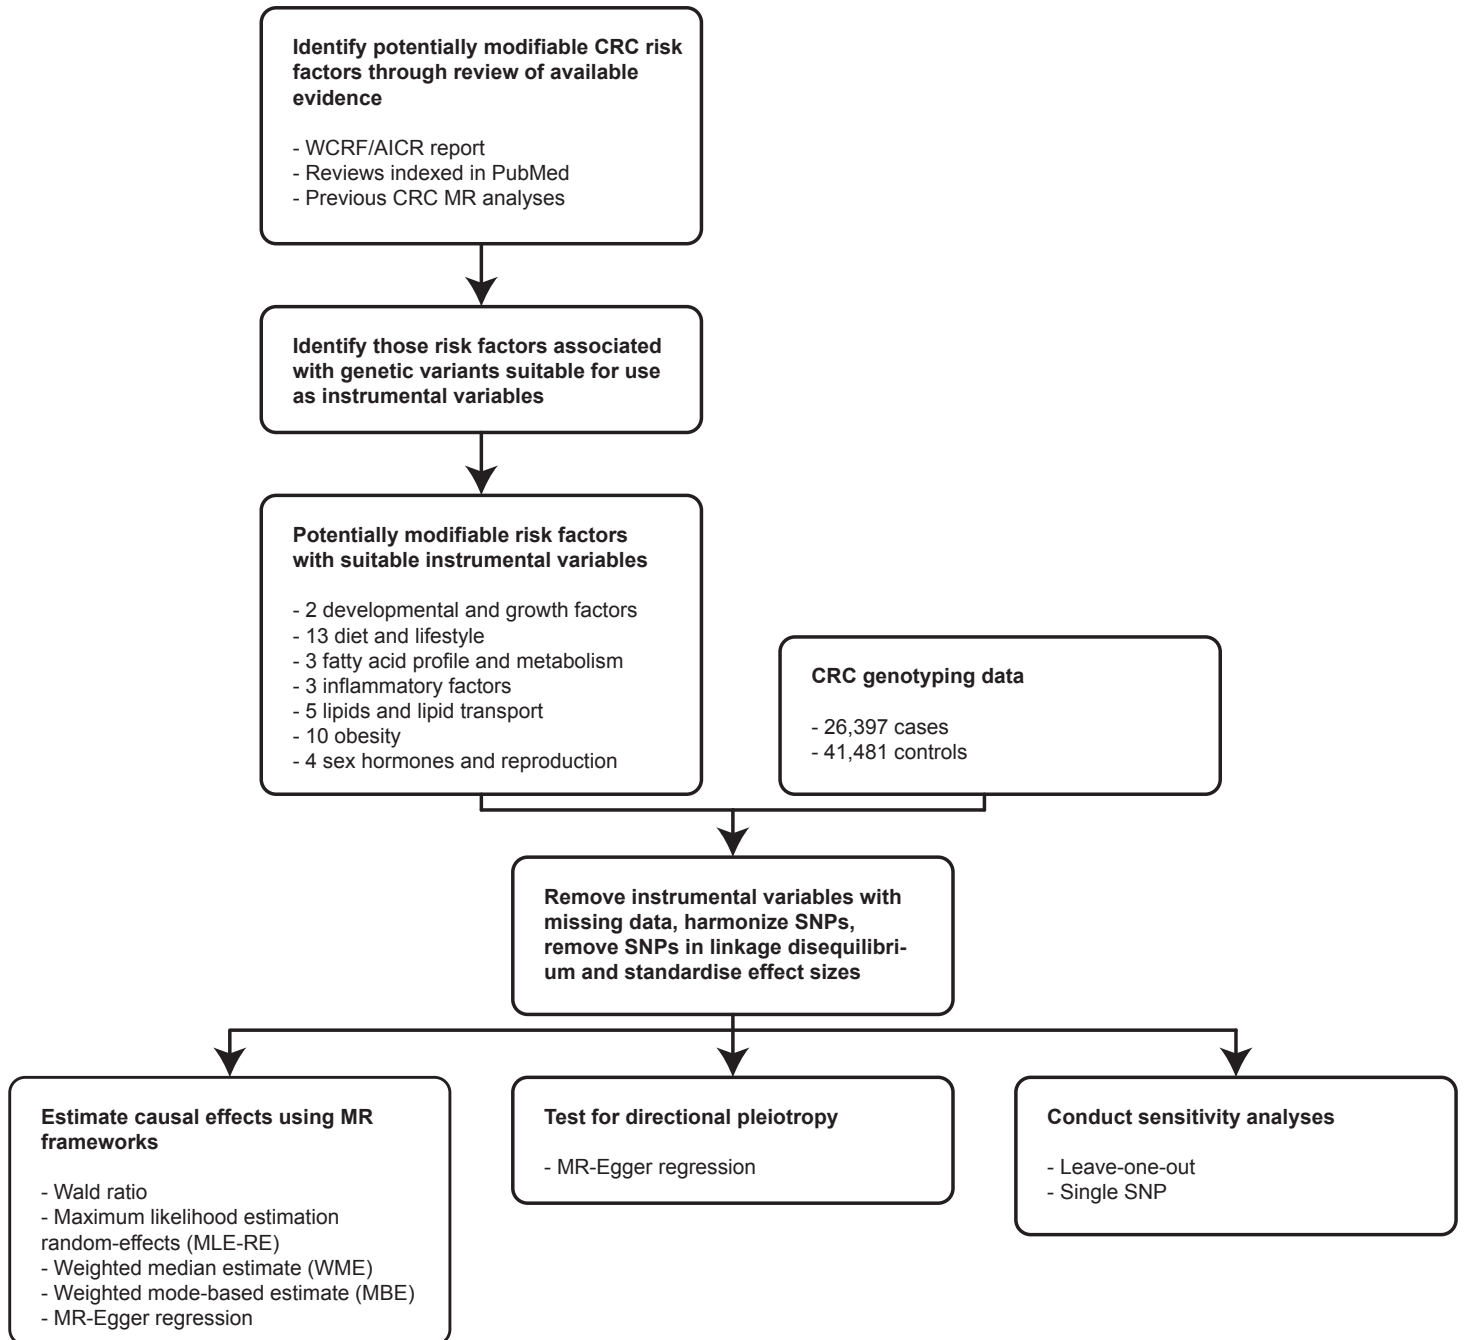 Identify potentially modifiable CRC risk
factors through review of available
evidence
- WCRF/AICR report
- Reviews indexed in PubMed
- Previous CRC MR analyses
Identify those risk factors associated
with genetic variants suitable for use
as instrumental variables
Potentially modifiable risk factors
with suitable instrumental variables
- 2 developmental and growth factors
- 13 diet and lifestyle
- 3 fatty acid profile and metabolism
- 3 inflammatory factors
- 5 lipids and lipid transport
- 10 obesity
- 4 sex hormones and reproduction
CRC genotyping data
- 26,397 cases
- 41,481 controls
Remove instrumental variables with
missing data, harmonize SNPs,
remove SNPs in linkage disequilibri-
um and standardise effect sizes
Estimate causal effects using MR
frameworks
- Wald ratio
- Maximum likelihood estimation
random-effects (MLE-RE)
- Weighted median estimate (WME)
- Weighted mode-based estimate (MBE)
- MR-Egger regression
Test for directional pleiotropy
- MR-Egger regression
Conduct sensitivity analyses
- Leave-one-out
- Single SNP